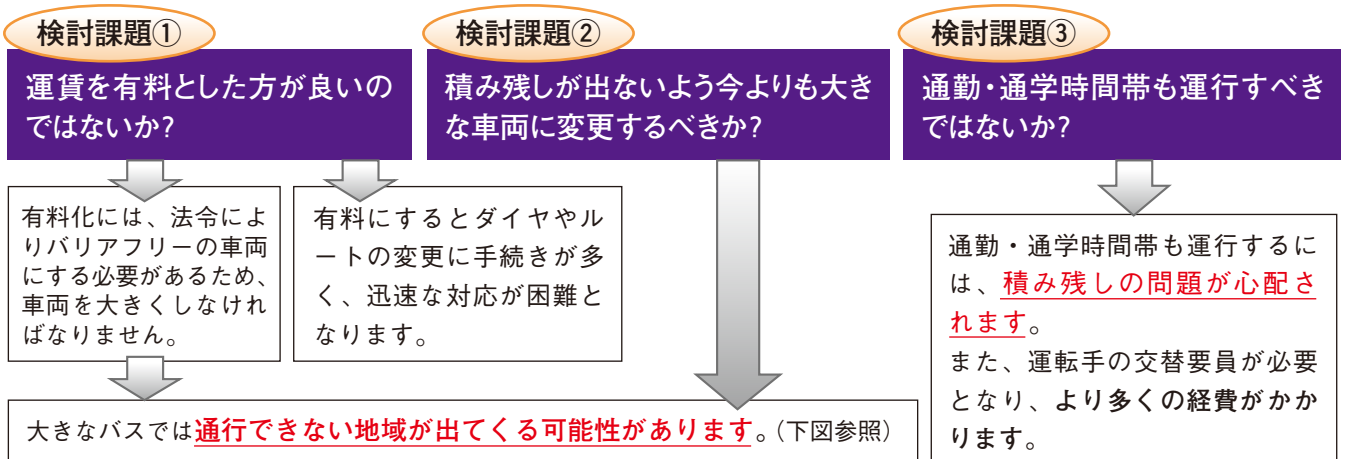 検討課題①
運賃を有料とした方が良いの
ではないか?
有料化には、法令によ
りバリアフリーの車両
にする必要があるため、
車両を大きくしなけれ
ばなりません。
有料にするとダイヤやル
ートの変更に手続きが多
く、迅速な対応が困難と
なります。
検討課題②
積み残しが出ないよう今よりも大き
な車両に変更するべきか?
大きなバスでは通行できない地域が出てくる可能性があります。(下図参照)
検討課題③
通勤・通学時間帯も運行すべき
ではないか?
通勤・通学時間帯も運行するに
は、積み残しの問題が心配さ
れます。
また、運転手の交替要員が必要
となり、より多くの経費がかか
ります。